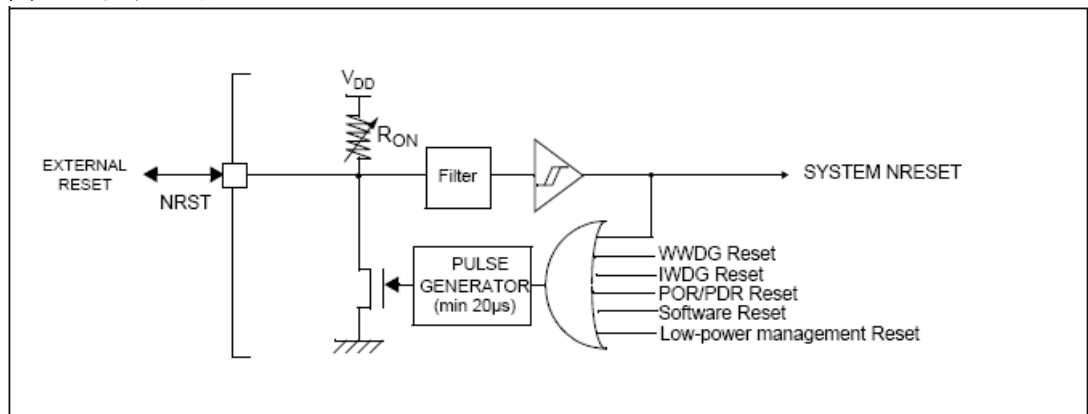 VDD
RON
EXTERNAL
RESET
NRST
Filter
SYSTEM NRESET
PULSE
GENERATOR
(min 20µs)
WWDG Reset
IWDG Reset
POR/PDR Reset
Software Reset
Low-power management Reset